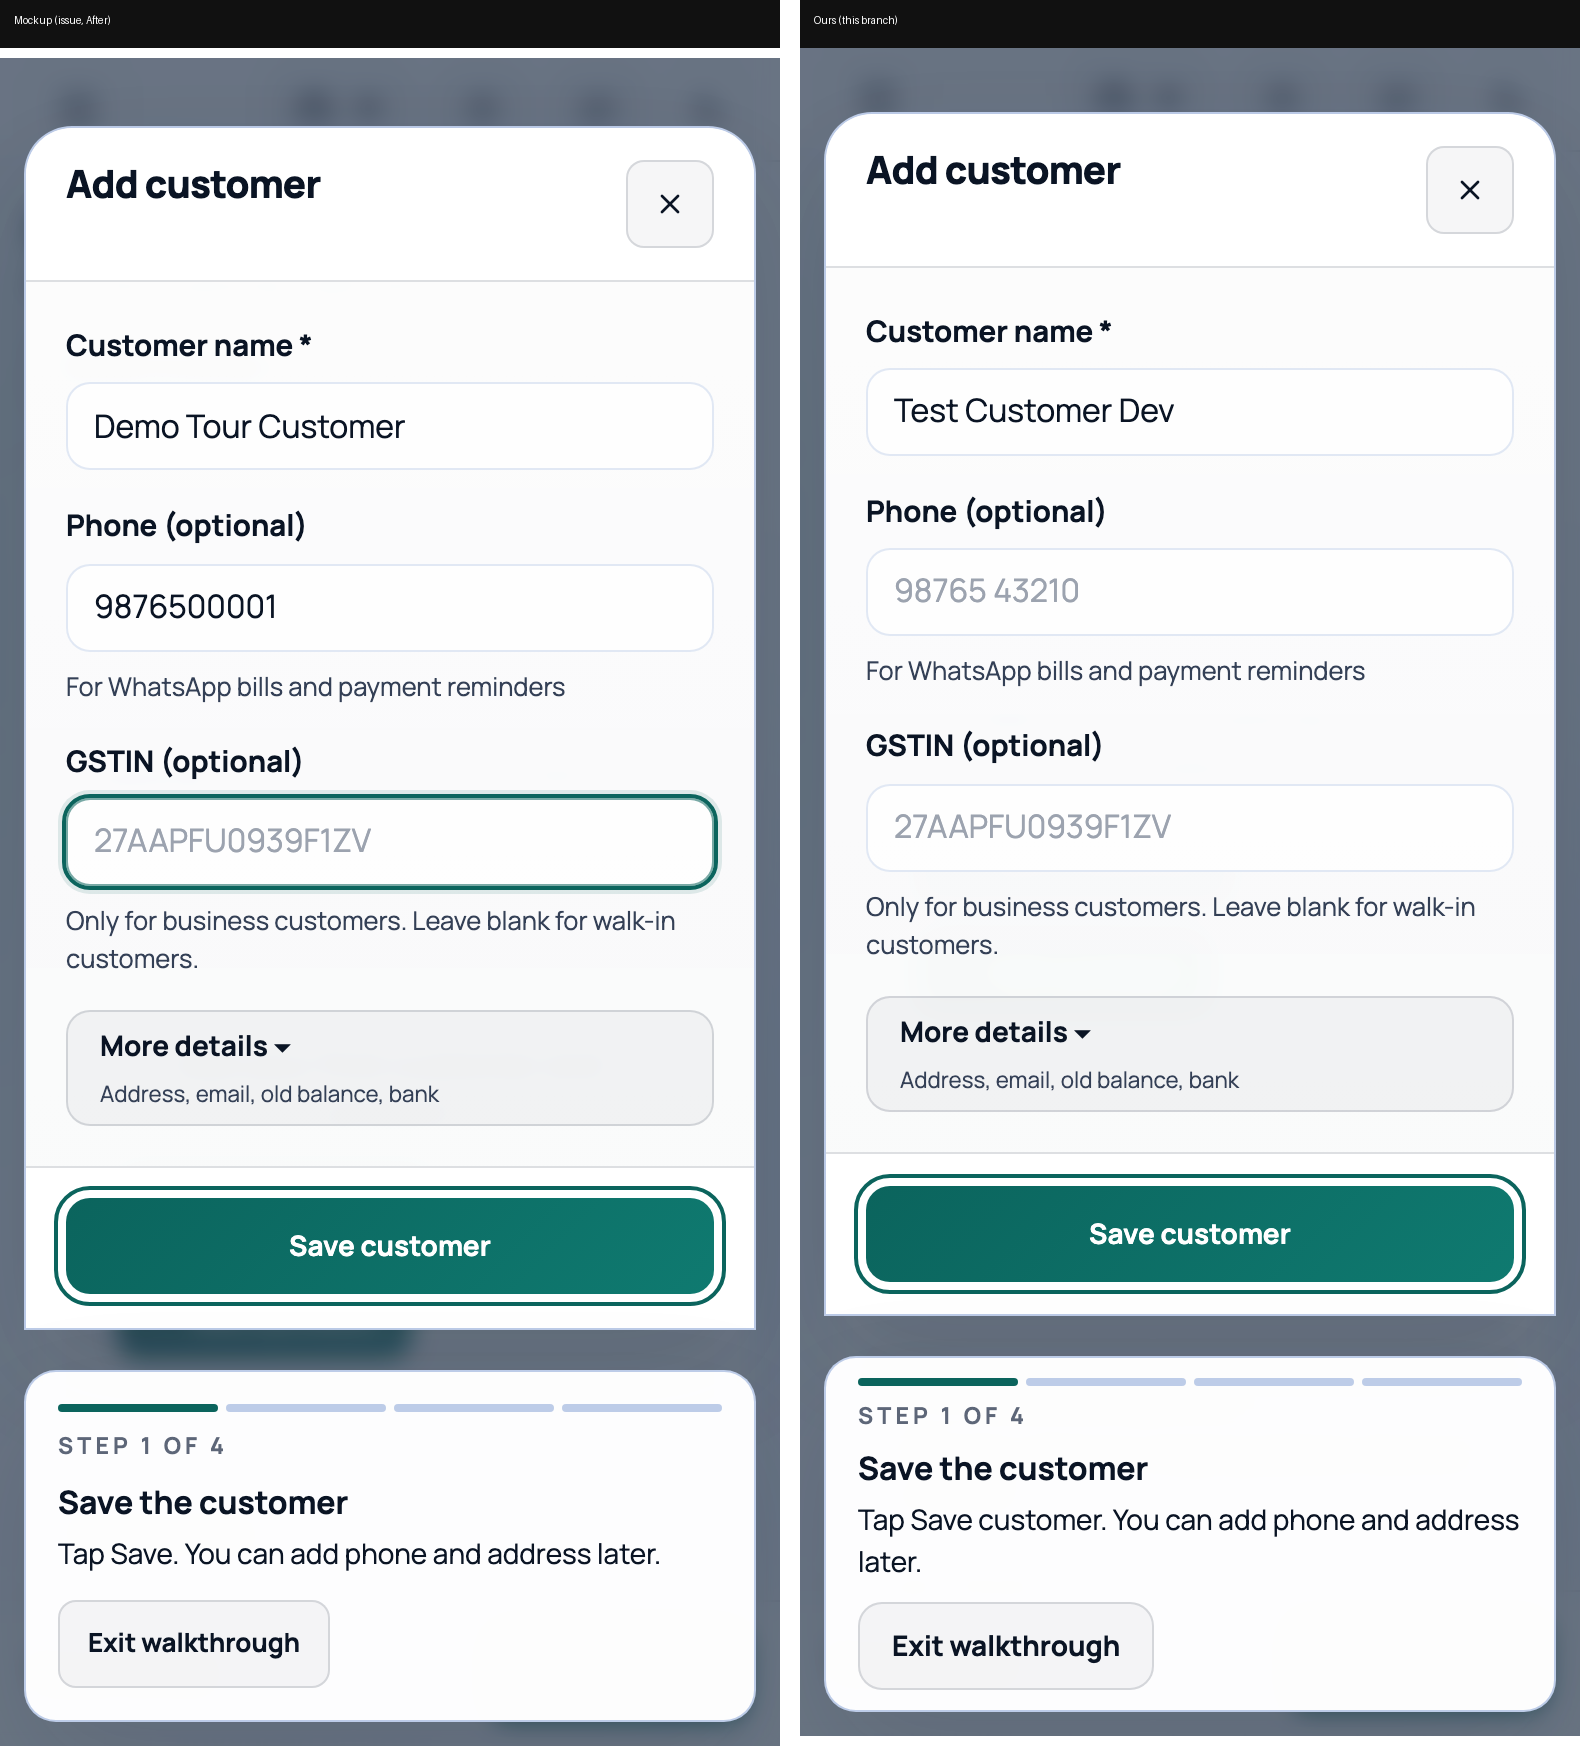 Mockup (issue, After)
Add customer
Customer name *
Demo Tour Customer
Phone (optional)
9876500001
For WhatsApp bills and payment reminders
GSTIN (optional)
27AAPFU0939F1ZV
Only for business customers. Leave blank for walk-in
customers.
More details
Address, email, old balance, bank
Save customer
STEP 1 OF 4
Save the customer
Tap Save. You can add phone and address later.
Exit walkthrough
Ours (this branch)
Add customer
Customer name *
Test Customer Dev
Phone (optional)
98765 43210
For WhatsApp bills and payment reminders
GSTIN (optional)
27AAPFU0939F1ZV
Only for business customers. Leave blank for walk-in
customers.
More details
Address, email, old balance, bank
Save customer
STEP 1 OF 4
Save the customer
Tap Save customer. You can add phone and address
later.
Exit walkthrough